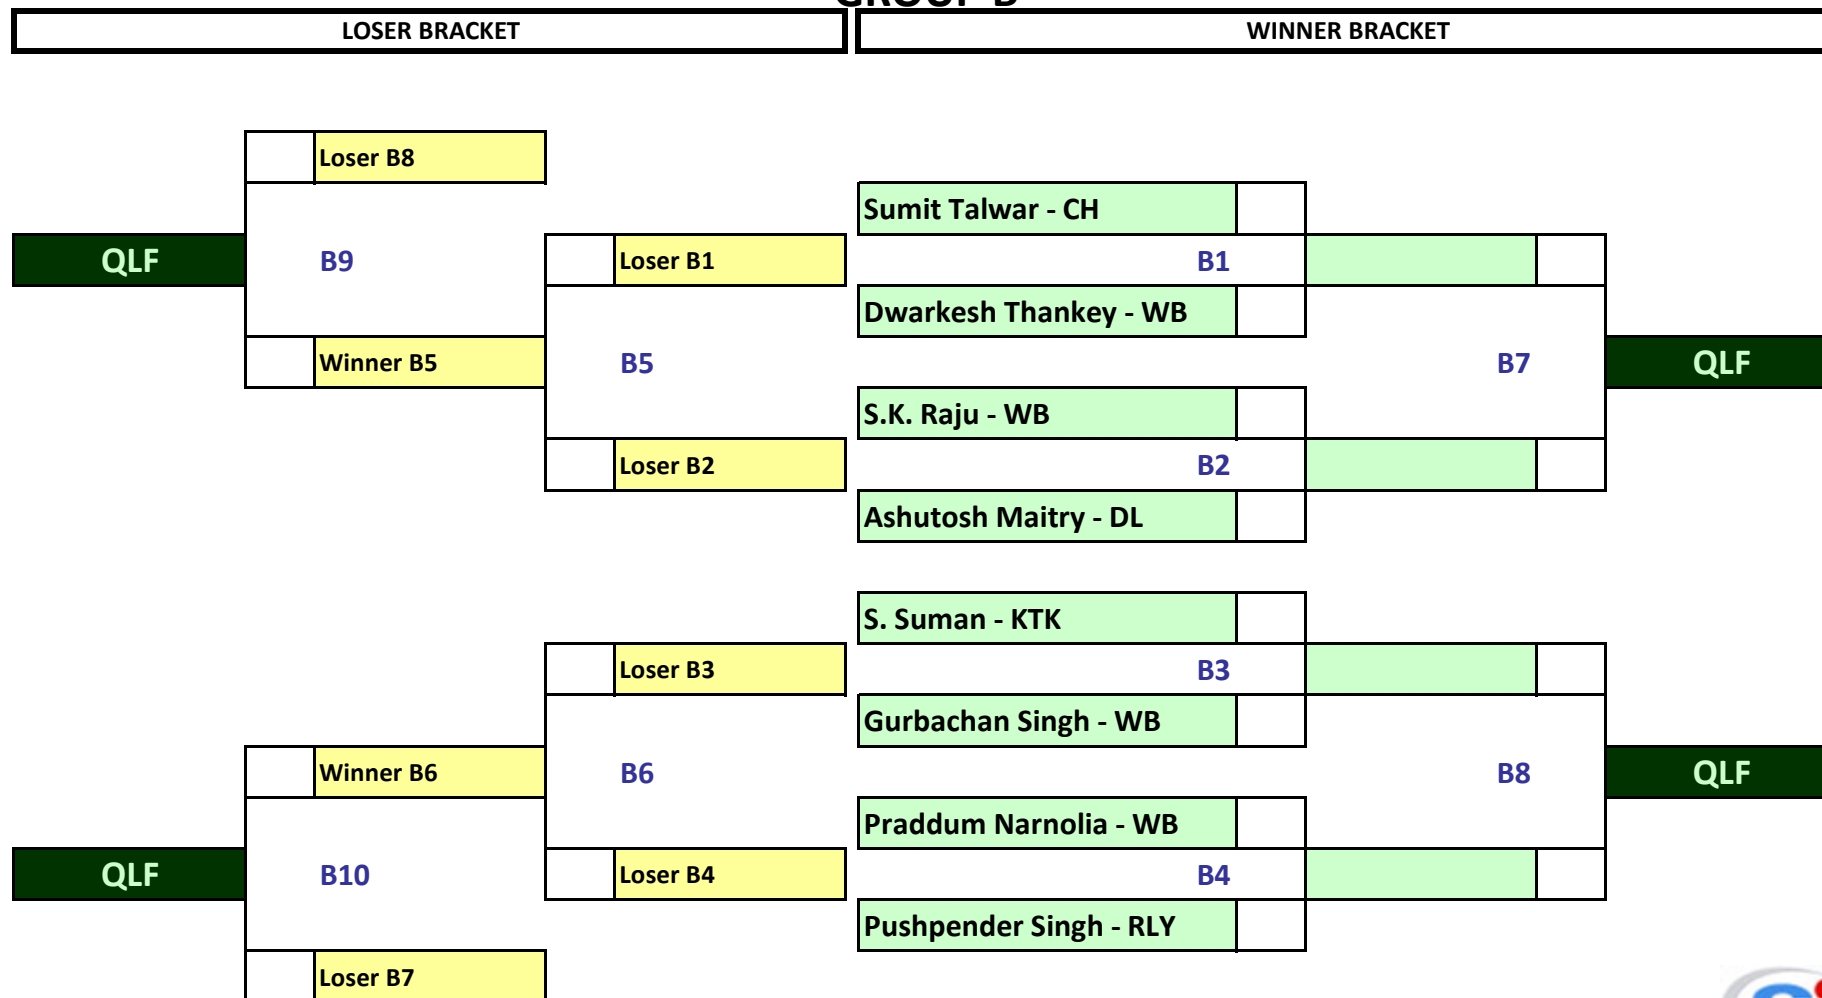 GROUP B
LOSER BRACKET
WINNER BRACKET
Loser B8
Sumit Talwar - CH
QLF
B9
Loser B1
B1
Dwarkesh Thankey - WB
Winner B5
B5
B7
QLF
S.K. Raju - WB
Loser B2
B2
Ashutosh Maitry - DL
S. Suman - KTK
Loser B3
B3
Gurbachan Singh - WB
Winner B6
B6
B8
QLF
Praddum Narnolia - WB
QLF
B10
Loser B4
B4
Pushpender Singh - RLY
Loser B7